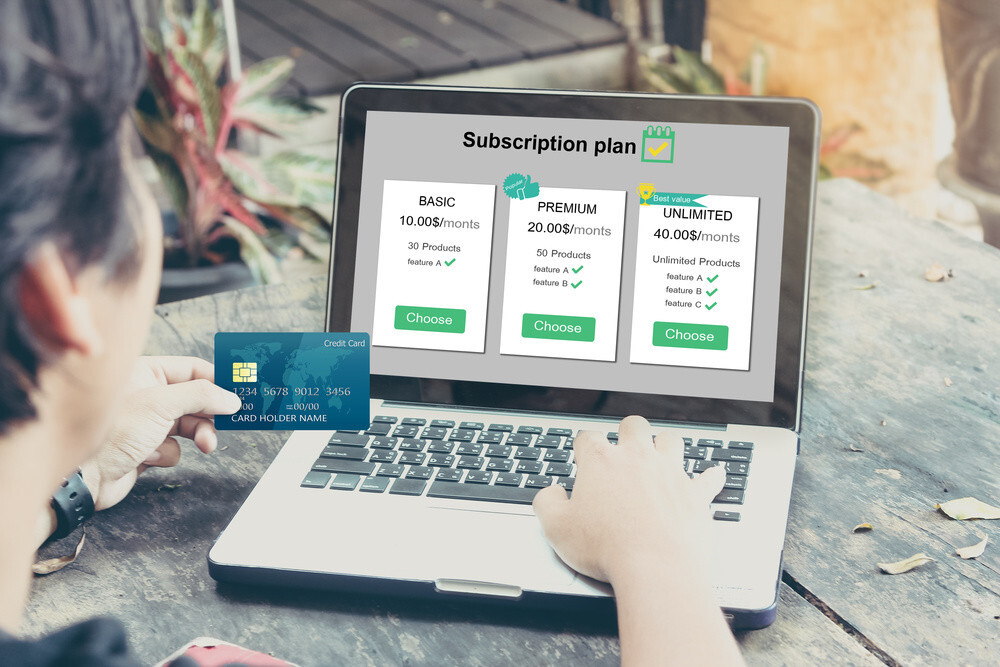 Subscription plan
BASIC
10.00$/monts
30 Products
feature A
Choose
Popular
PREMIUM
20.00$/monts
50 Products
feature A
feature B
Choose
Best value
UNLIMITED
40.00$/monts
Unlimited Products
feature A
feature B
feature C
Choose
Credit Card
1234 5678 9012 3456
00/00
CARD HOLDER NAME